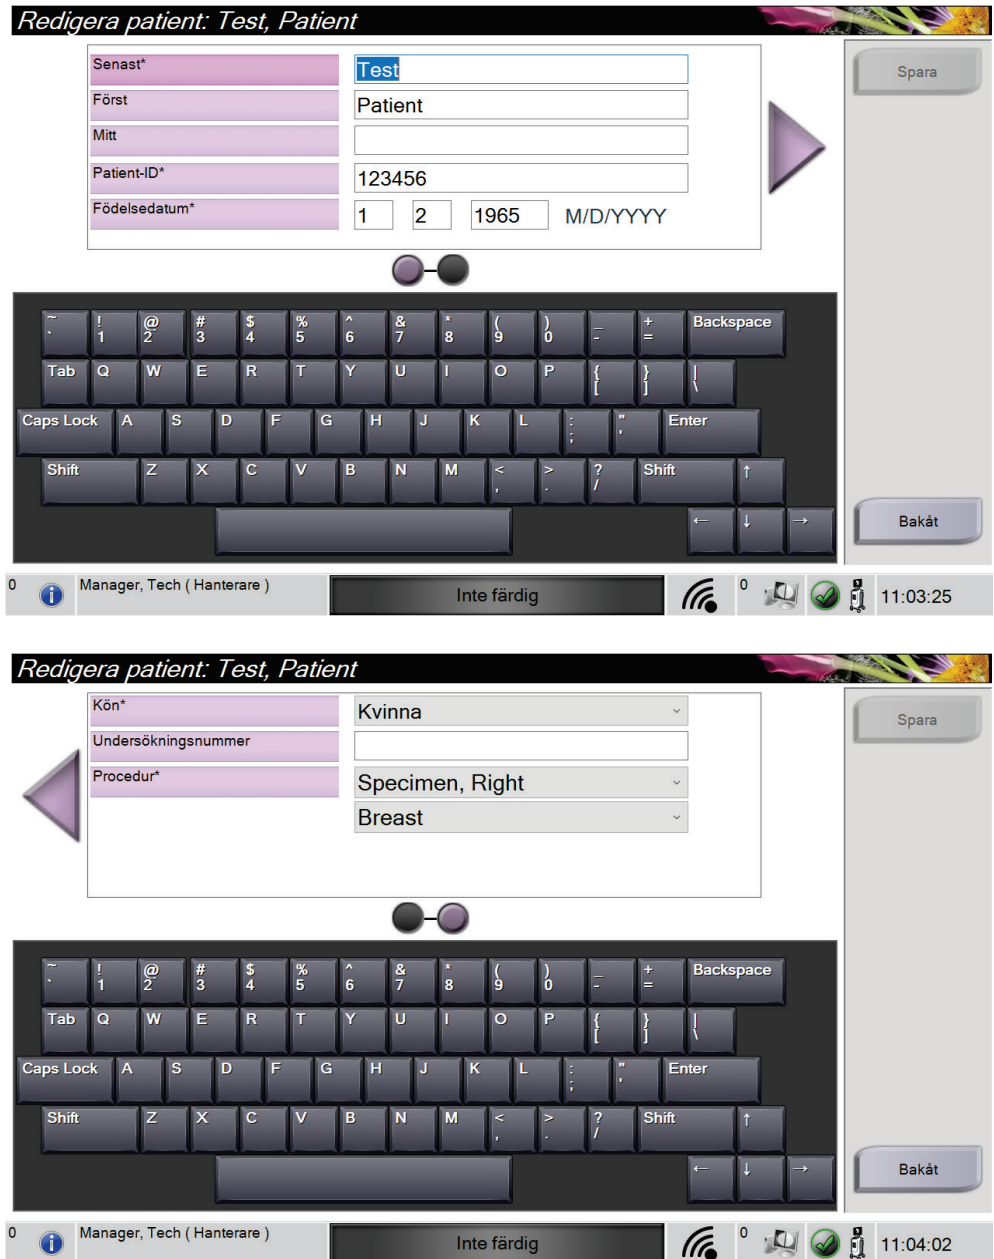 Redigera patient: Test, Patient
Senast* Test
Först Patient
Mitt
Patient-ID* 123456
Födelsedatum* 1 2 1965 M/D/YYYY
Spara
~ ! @ # $ % ^ & * ( ) _ + Backspace
` 1 2 3 4 5 6 7 8 9 0 - =
Tab Q W E R T Y U I O P { } |
[ ] \
Caps Lock A S D F G H J K L : " Enter
; '
Shift Z X C V B N M < > ? Shift ↑
, . /
← ↓ →
Bakåt
0 Manager, Tech ( Hanterare ) Inte färdig 0 11:03:25
Redigera patient: Test, Patient
Kön* Kvinna
Undersökningsnummer
Procedur* Specimen, Right
Breast
Spara
~ ! @ # $ % ^ & * ( ) _ + Backspace
` 1 2 3 4 5 6 7 8 9 0 - =
Tab Q W E R T Y U I O P { } |
[ ] \
Caps Lock A S D F G H J K L : " Enter
; '
Shift Z X C V B N M < > ? Shift ↑
, . /
← ↓ →
Bakåt
0 Manager, Tech ( Hanterare ) Inte färdig 0 11:04:02